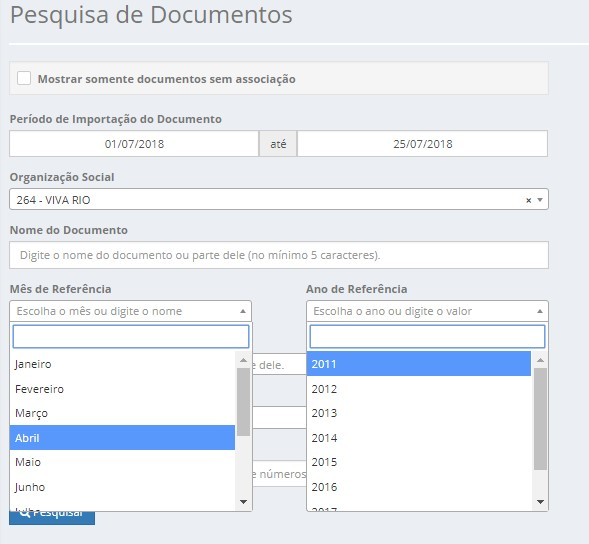 Pesquisa de Documentos
Mostrar somente documentos sem associação
Período de Importação do Documento
01/07/2018 até 25/07/2018
Organização Social
264 - VIVA RIO × 
Nome do Documento
Digite o nome do documento ou parte dele (no mínimo 5 caracteres).
Mês de Referência Ano de Referência
Escolha o mês ou digite o nome Escolha o ano ou digite o valor
Janeiro e dele. 2011
Fevereiro 2012
Março 2013
Abril 2014
Maio 2015
Junho e números 2016
Julho 2017
Pesquisar